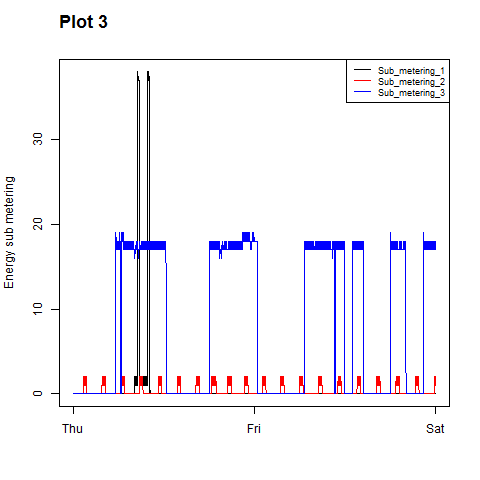 Plot 3
Sub_metering_1
Sub_metering_2
Sub_metering_3
Energy sub metering
30
20
10
0
Thu
Fri
Sat